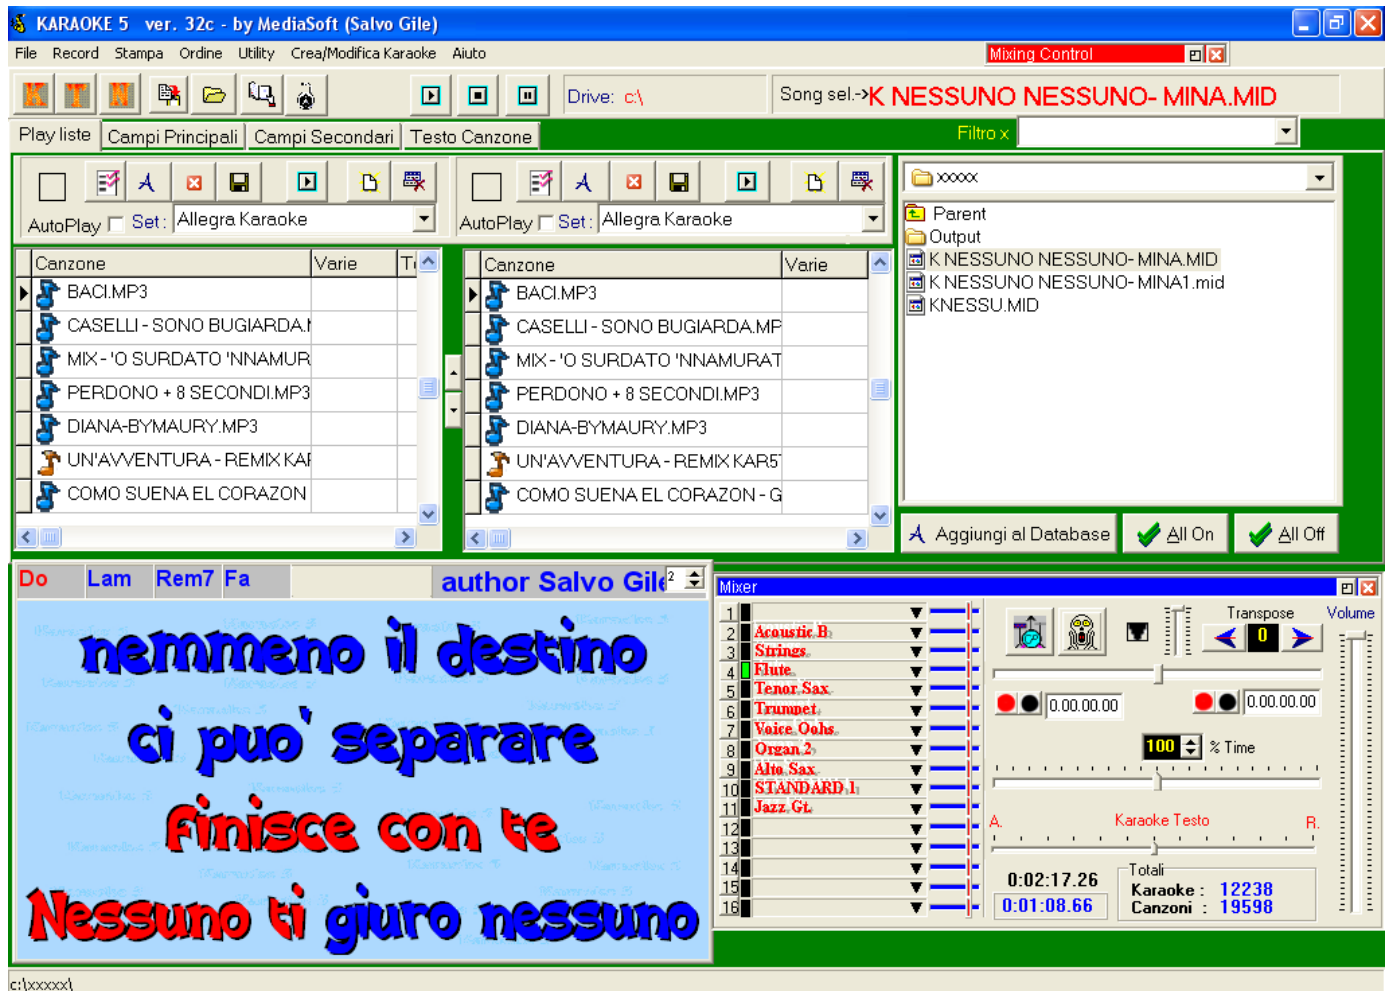 KARAOKE 5 ver. 32c - by MediaSoft (Salvo Gile)
File Record Stampa Ordine Utility Crea/Modifica Karaoke Aiuto
Mixing Control
K T N
Drive: c:\
Song sel.->K NESSUNO NESSUNO- MINA.MID
Play liste Campi Principali Campi Secondari Testo Canzone
Filtro x
AutoPlay Set: Allegra Karaoke
AutoPlay Set: Allegra Karaoke
xxxxx
Parent
Output
K NESSUNO NESSUNO- MINA.MID
K NESSUNO NESSUNO- MINA1.mid
KNESSU.MID
Canzone Varie
BACI.MP3
CASELLI - SONO BUGIARDA.
MIX - 'O SURDATO 'NNAMUR
PERDONO + 8 SECONDI.MP3
DIANA-BYMAURY.MP3
UN'AVVENTURA - REMIX KA
COMO SUENA EL CORAZON
Canzone Varie
BACI.MP3
CASELLI - SONO BUGIARDA.MP
MIX - 'O SURDATO 'NNAMURAT
PERDONO + 8 SECONDI.MP3
DIANA-BYMAURY.MP3
UN'AVVENTURA - REMIX KAR5
COMO SUENA EL CORAZON - G
Aggiungi al Database All On All Off
Do Lam Rem7 Fa
author Salvo Gile 2
nemmeno il destino
ci puo' separare
finisce con te
Nessuno ti giuro nessuno
Mixer
1
2 Acoustic B.
3 Strings.
4 Flute.
5 Tenor Sax.
6 Trumpet.
7 Voice Oohs.
8 Organ 2
9 Alto Sax.
10 STANDARD 1
11 Jazz Gt.
12
13
14
15
16
Transpose
0
Volume
0.00.00.00
0.00.00.00
100 % Time
A. Karaoke Testo R.
0:02:17.26
0:01:08.66
Totali
Karaoke : 12238
Canzoni : 19598
c:\xxxxx\